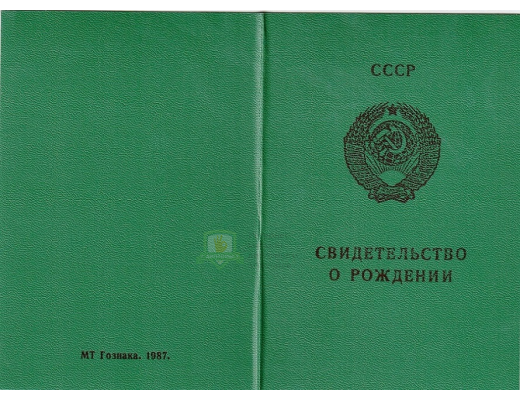 СССР
СВИДЕТЕЛЬСТВО
О РОЖДЕНИИ
МТ Гознака. 1987.